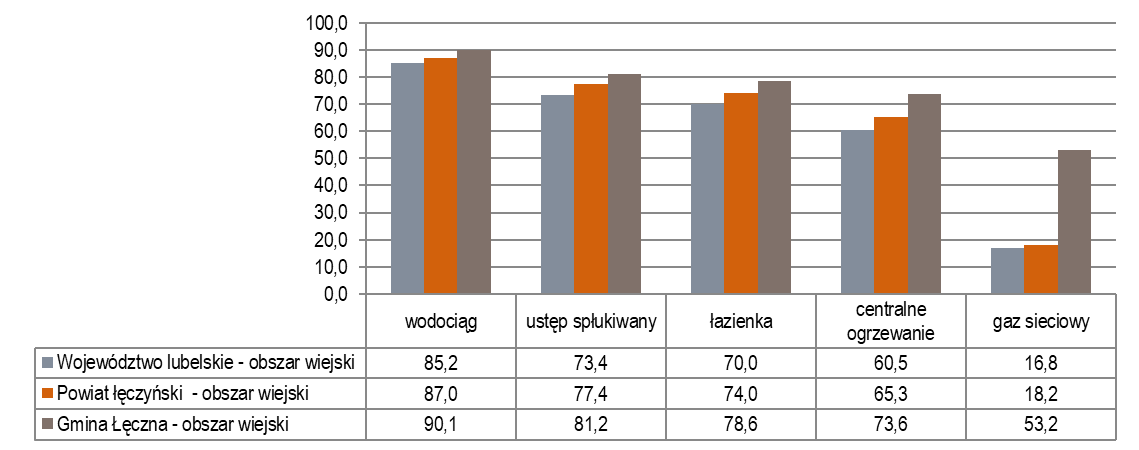 100,0
90,0
80,0
70,0
60,0
50,0
40,0
30,0
20,0
10,0
0,0
wodociąg
ustęp spłukiwany
łazienka
centralne
ogrzewanie
gaz sieciowy
Województwo lubelskie - obszar wiejski 85,2 73,4 70,0 60,5 16,8
Powiat łęczyński - obszar wiejski 87,0 77,4 74,0 65,3 18,2
Gmina Łęczna - obszar wiejski 90,1 81,2 78,6 73,6 53,2